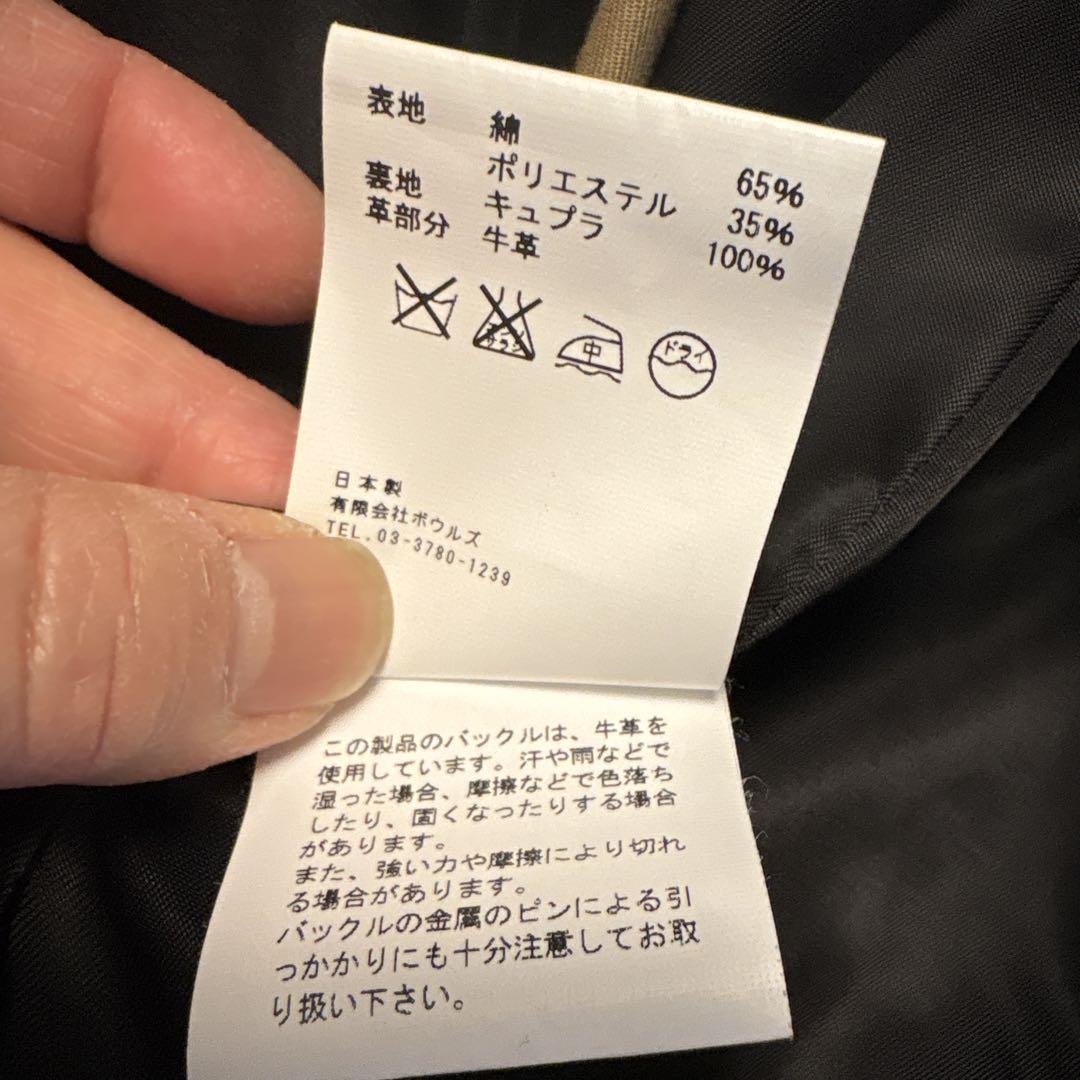 表地 綿 65%
ポリエステル 35%
裏地 キュプラ 100%
革部分 牛革
エンソ サラシ
中
ドライ
日本製
有限会社ボウルズ
TEL.03-3780-1239
この製品のバックルは、牛革を
使用しています。汗や雨などで
湿った場合、摩擦などで色落ち
したり、固くなったりする場合
があります。
また、強い力や摩擦により切れ
る場合があります。
バックルの金属のピンによる引
っかかりにも十分注意してお取
り扱い下さい。